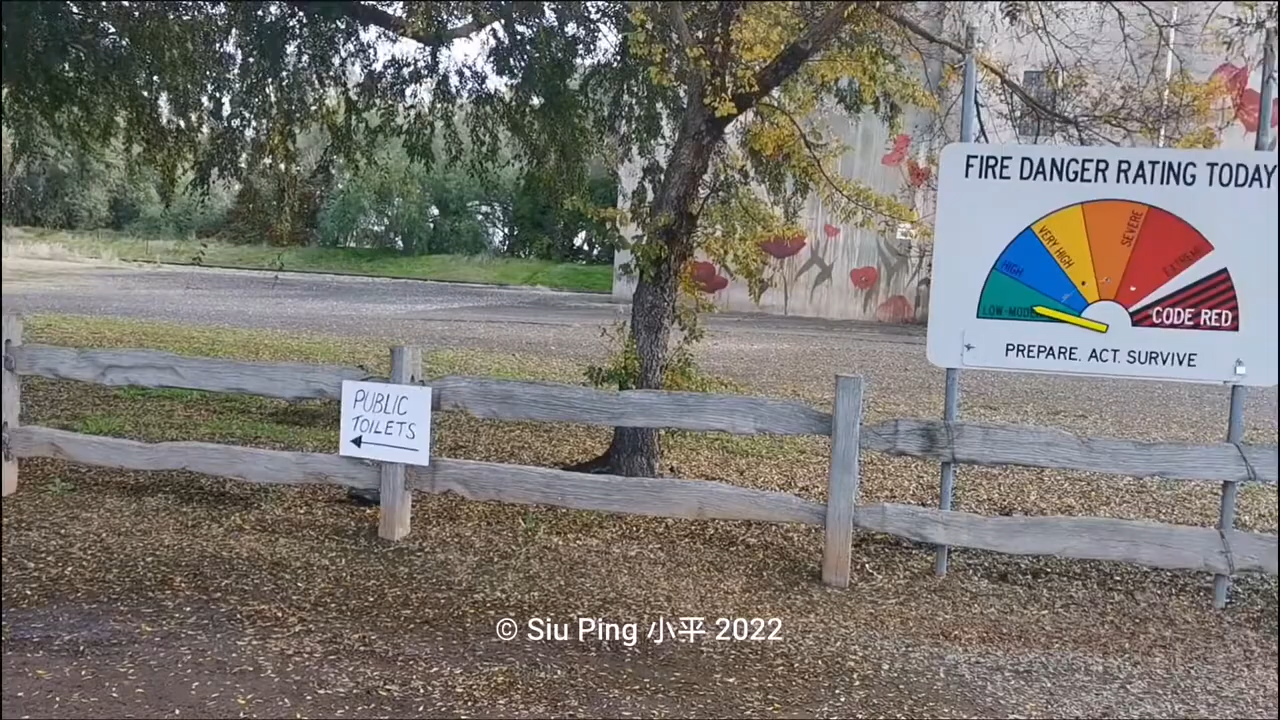 FIRE DANGER RATING TODAY
LOW-MODE
HIGH
VERY HIGH
SEVERE
EXTREME
CODE RED
PREPARE. ACT. SURVIVE
PUBLIC
TOILETS
© Siu Ping 小平 2022